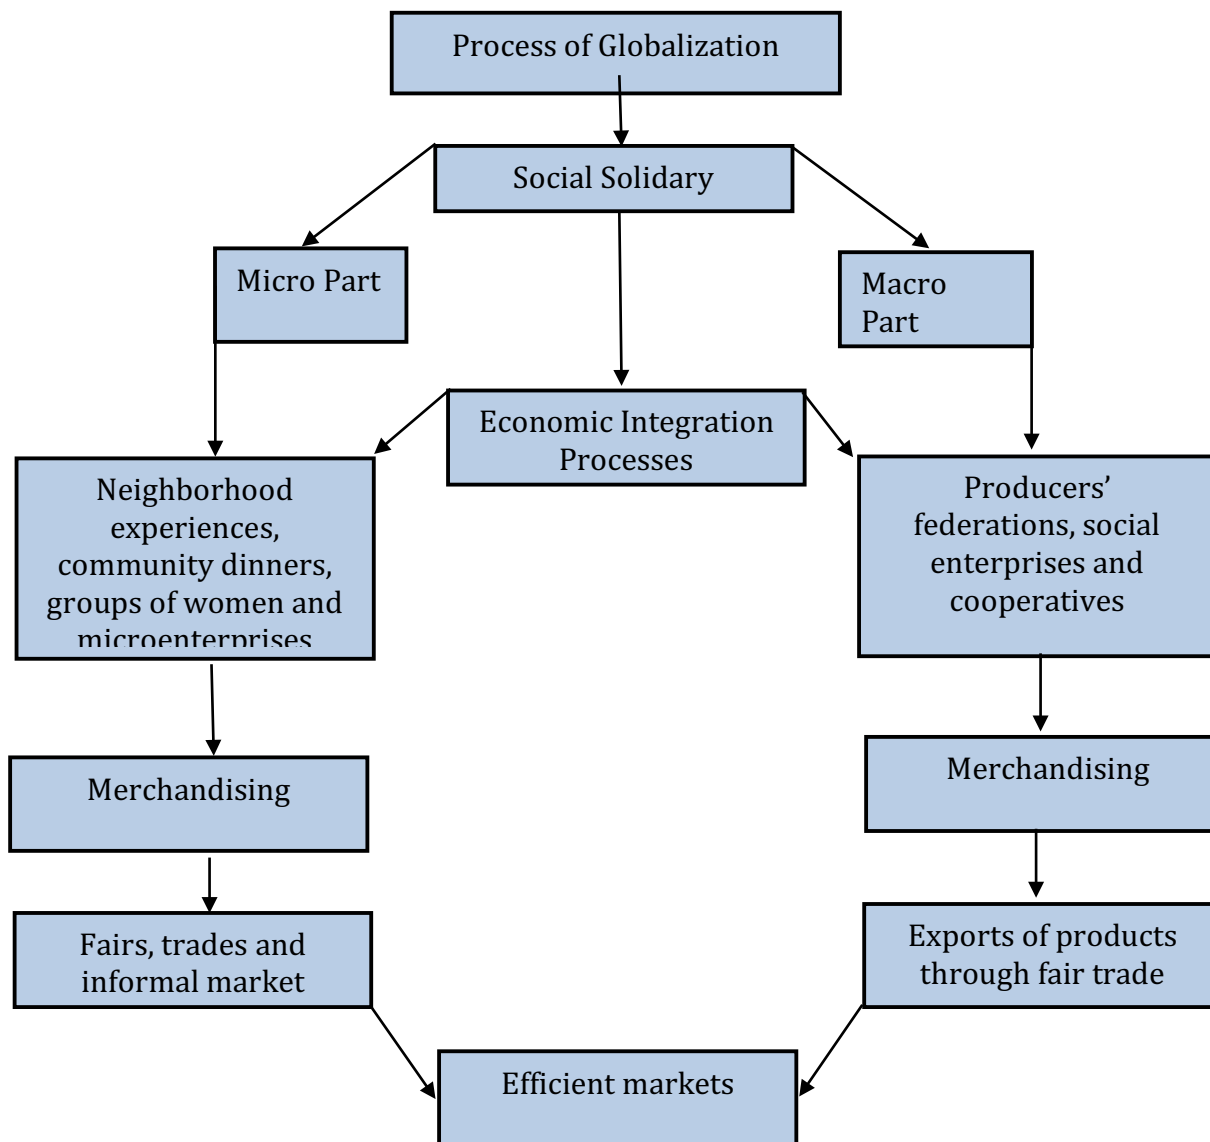 Process of Globalization
Social Solidary
Micro Part
Macro
Part
Economic Integration
Processes
Neighborhood
experiences,
community dinners,
groups of women and
microenterprises
Producers’
federations, social
enterprises and
cooperatives
Merchandising
Merchandising
Fairs, trades and
informal market
Exports of products
through fair trade
Efficient markets